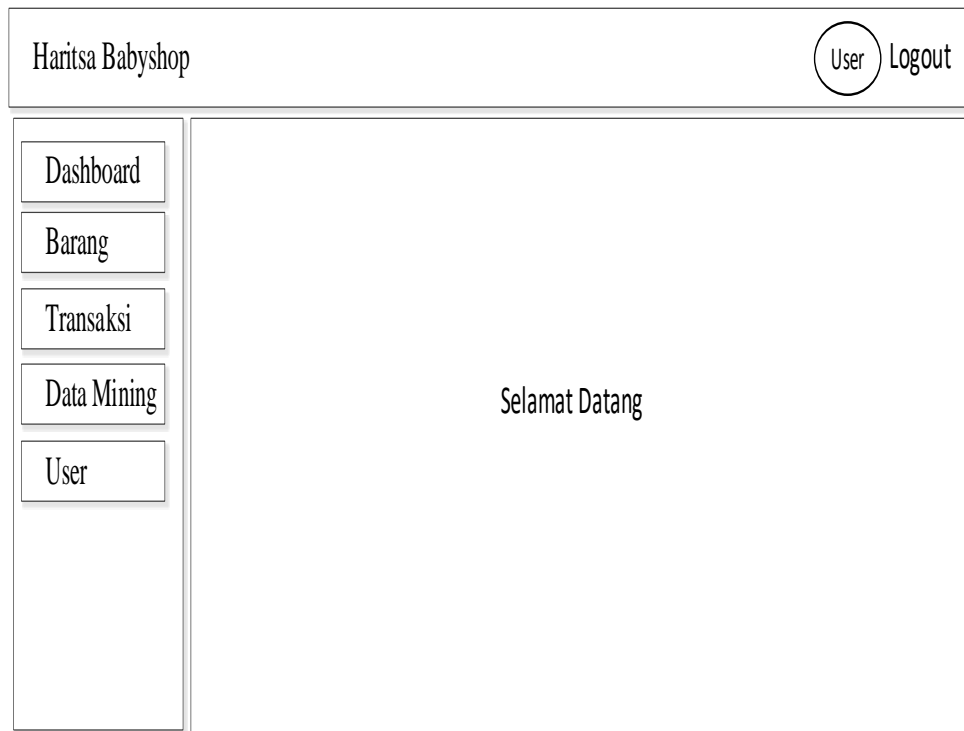 Haritsa Babyshop
User
Logout
Dashboard
Barang
Transaksi
Data Mining
User
Selamat Datang